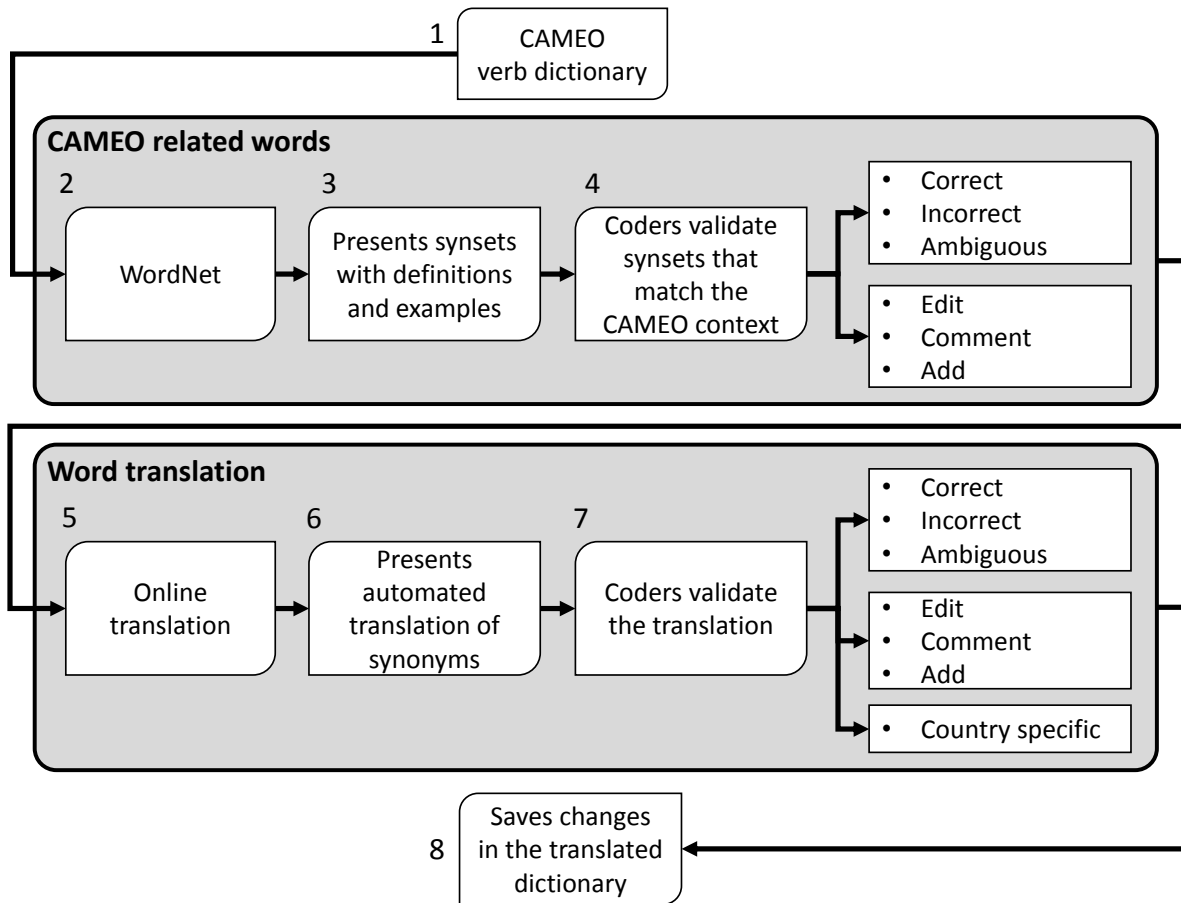 1
CAMEO
verb dictionary
CAMEO related words
2
WordNet
3
Presents synsets
with definitions
and examples
4
Coders validate
synsets that
match the
CAMEO context
• Correct
• Incorrect
• Ambiguous
• Edit
• Comment
• Add
Word translation
5
Online
translation
6
Presents
automated
translation of
synonyms
7
Coders validate
the translation
• Correct
• Incorrect
• Ambiguous
• Edit
• Comment
• Add
• Country specific
8
Saves changes
in the translated
dictionary